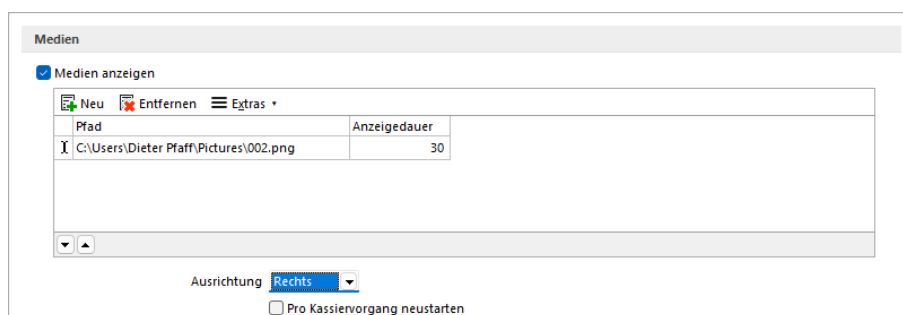 Medien
Medien anzeigen
Neu Entfernen Extras
Pfad Anzeigedauer
C:\Users\Dieter Pfaff\Pictures\002.png 30
Ausrichtung Rechts
Pro Kassiervorgang neustarten